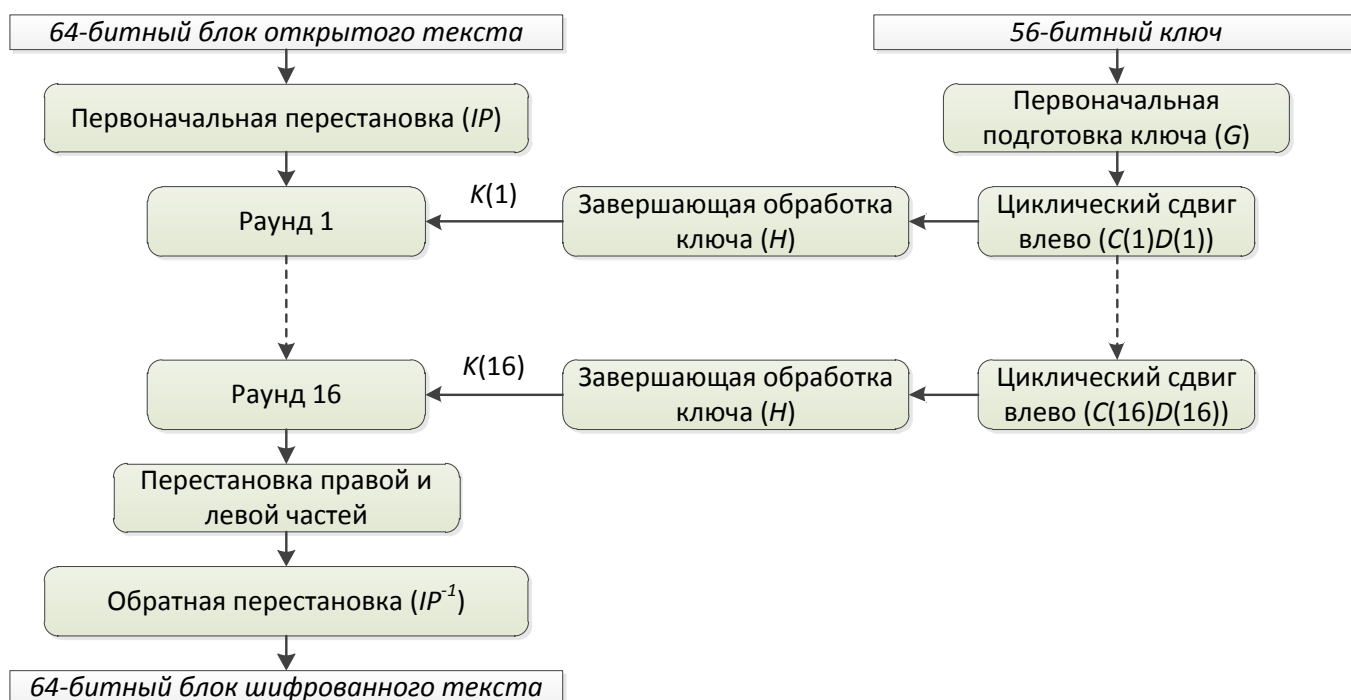 64-битный блок открытого текста
56-битный ключ
Первоначальная перестановка (IP)
Первоначальная
подготовка ключа (G)
Раунд 1
K(1)
Завершающая обработка
ключа (H)
Циклический сдвиг
влево (C(1)D(1))
Раунд 16
K(16)
Завершающая обработка
ключа (H)
Циклический сдвиг
влево (C(16)D(16))
Перестановка правой и
левой частей
Обратная перестановка (IP⁻¹)
64-битный блок шифрованного текста